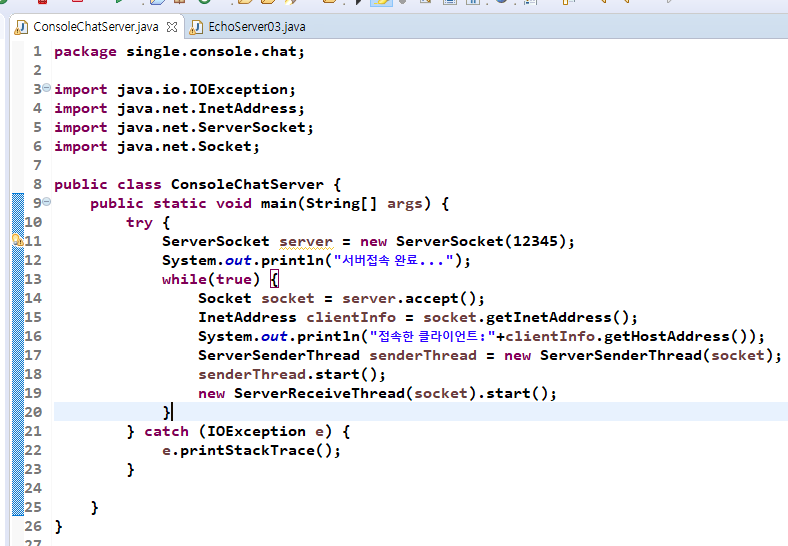 ConsoleChatServer.java EchoServer03.java
1 package single.console.chat;
2
3 import java.io.IOException;
4 import java.net.InetAddress;
5 import java.net.ServerSocket;
6 import java.net.Socket;
7
8 public class ConsoleChatServer {
9 public static void main(String[] args) {
10 try {
11 ServerSocket server = new ServerSocket(12345);
12 System.out.println("서버접속 완료...");
13 while(true) {
14 Socket socket = server.accept();
15 InetAddress clientInfo = socket.getInetAddress();
16 System.out.println("접속한 클라이언트:"+clientInfo.getHostAddress());
17 ServerSenderThread senderThread = new ServerSenderThread(socket);
18 senderThread.start();
19 new ServerReceiveThread(socket).start();
20 }
21 } catch (IOException e) {
22 e.printStackTrace();
23 }
24
25 }
26 }
27